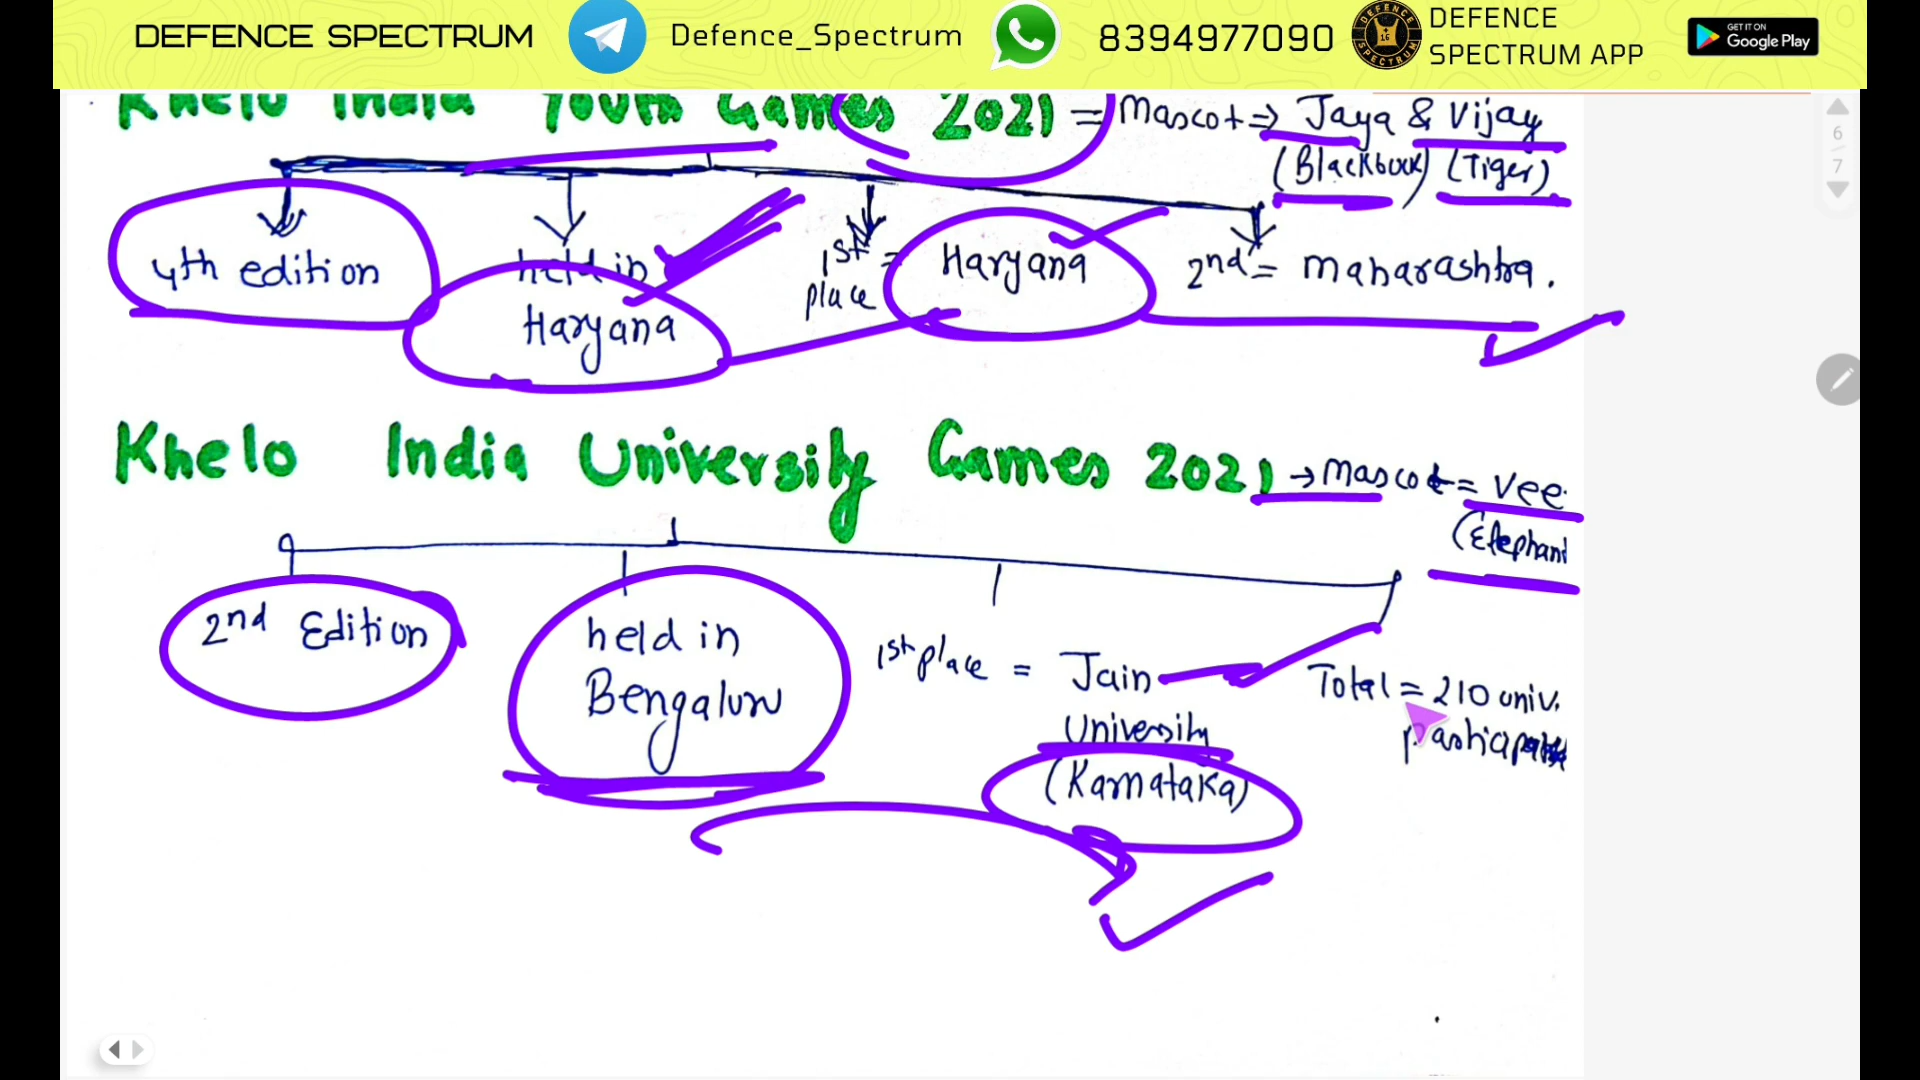 DEFENCE SPECTRUM Defence_Spectrum 8394977090 DEFENCE SPECTRUM APP GET IT ON Google Play
Khelo India Youth Games 2021 = Mascot ⇒ Jaya & Vijay
(Blackbuck) (Tiger)
4th edition
held in Haryana
1st place = Haryana
2nd = maharashtra.
Khelo India University Games 2021 → Mascot = Vee
(Elephant
2nd Edition
held in Bengaluru
1st place = Jain University (Karnataka)
Total = 210 univ.
6
7